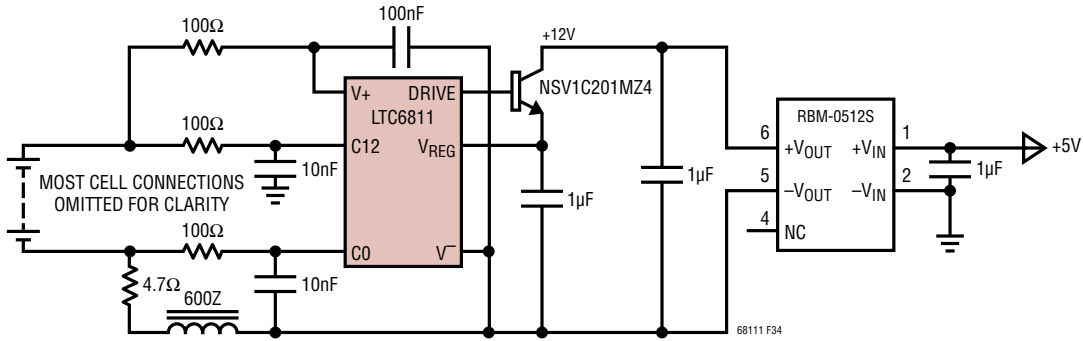 100Ω
100nF
+12V
NSV1C201MZ4
V+
DRIVE
LTC6811
100Ω
C12
VREG
10nF
MOST CELL CONNECTIONS
OMITTED FOR CLARITY
1µF
1µF
RBM-0512S
6
+VOUT
+VIN
1
+5V
5
–VOUT
–VIN
2
1µF
4
NC
100Ω
C0
V–
4.7Ω
10nF
600Z
68111 F34